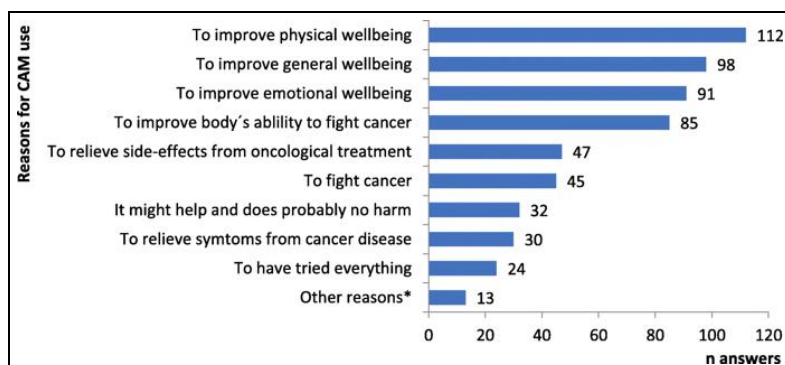 Reasons for CAM use
To improve physical wellbeing 112
To improve general wellbeing 98
To improve emotional wellbeing 91
To improve body´s ablility to fight cancer 85
To relieve side-effects from oncological treatment 47
To fight cancer 45
It might help and does probably no harm 32
To relieve symtoms from cancer disease 30
To have tried everything 24
Other reasons* 13
0 20 40 60 80 100 120
n answers